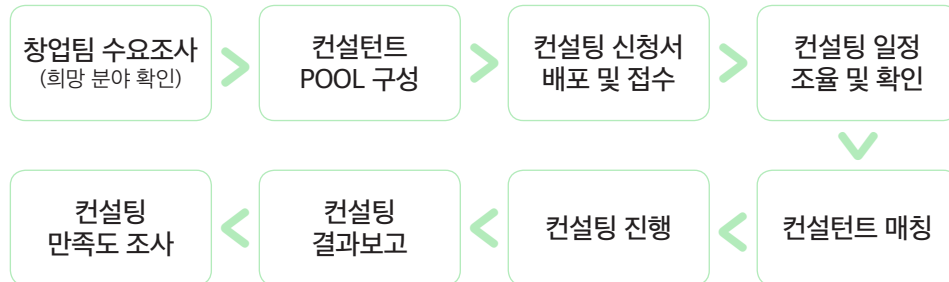 창업팀 수요조사
(희망 분야 확인)
컨설턴트
POOL 구성
컨설팅 신청서
배포 및 접수
컨설팅 일정
조율 및 확인
컨설턴트 매칭
컨설팅 진행
컨설팅
결과보고
컨설팅
만족도 조사